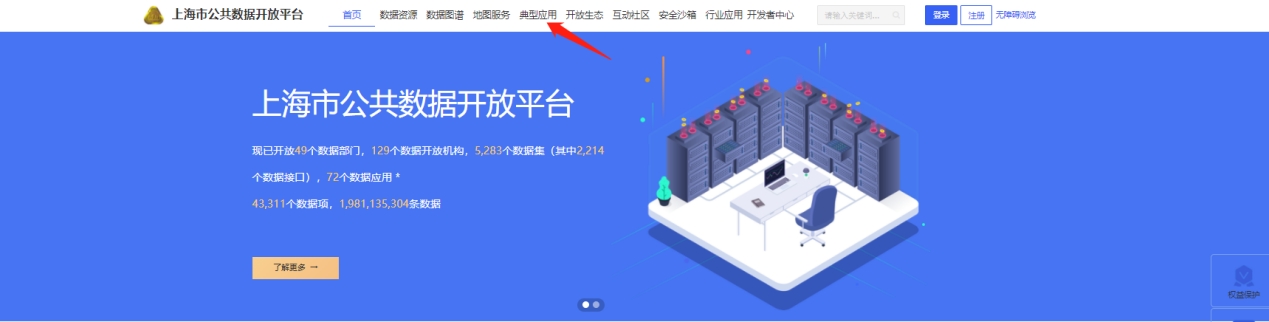 上海市公共数据开放平台 首页 数据资源 数据图谱 地图服务 典型应用 开放生态 互动社区 安全沙箱 行业应用 开发者中心 请输入关键词... 登录 注册 无障碍浏览
上海市公共数据开放平台
现已开放49个数据部门，129个数据开放机构，5,283个数据集（其中2,214
个数据接口），72个数据应用 *
43,311个数据项，1,981,135,304条数据
了解更多 →
权益保护